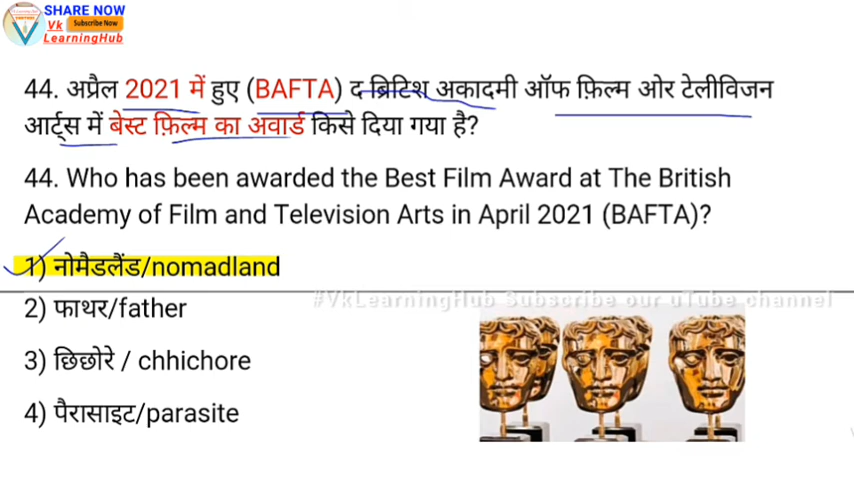 SHARE NOW
Vk Subscribe Now
LearningHub
44. अप्रैल 2021 में हुए (BAFTA) द ब्रिटिश अकादमी ऑफ फ़िल्म ओर टेलीविजन
आर्ट्स में बेस्ट फ़िल्म का अवार्ड किसे दिया गया है?
44. Who has been awarded the Best Film Award at The British
Academy of Film and Television Arts in April 2021 (BAFTA)?
1) नोमैडलैंड/nomadland
#VkLearningHub Subscribe our uTube channel
2) फाथर/father
3) छिछोरे / chhichore
4) पैरासाइट/parasite